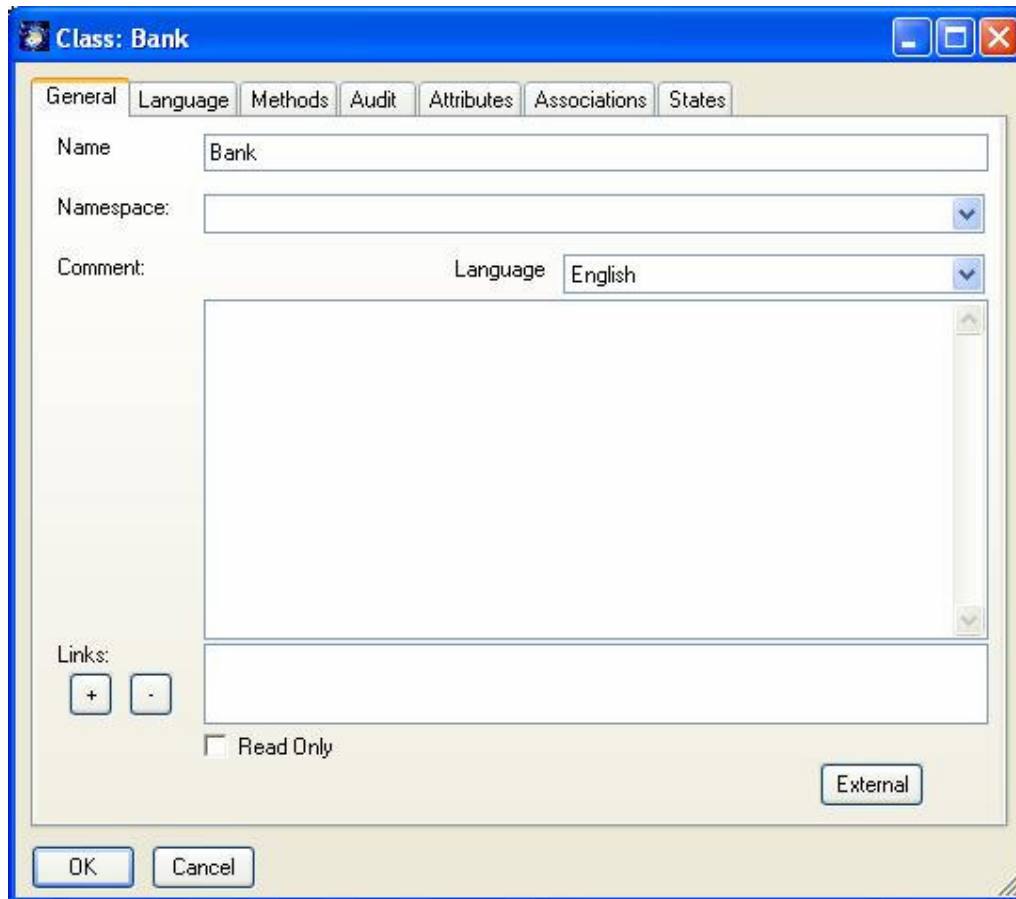 Class: Bank
General Language Methods Audit Attributes Associations States
Name Bank
Namespace:
Comment: Language English
Links:
+ -
Read Only
External
OK Cancel